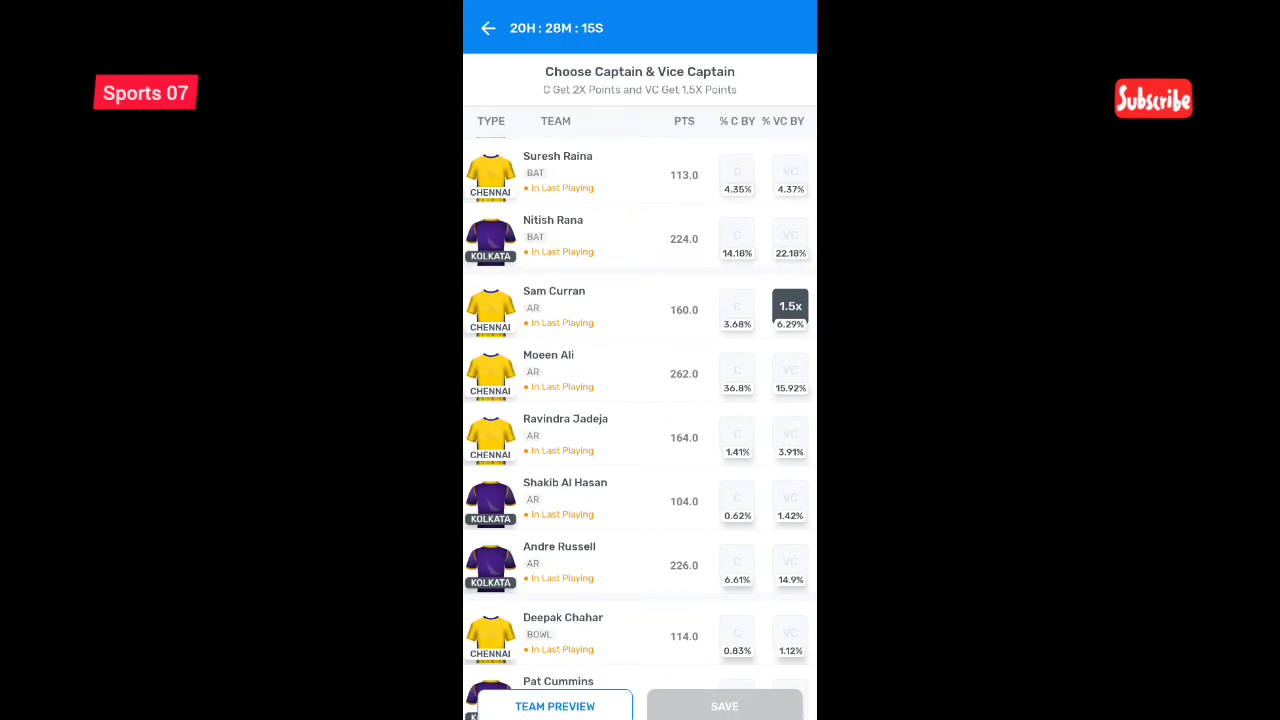 20H : 28M : 15S
Sports 07
Subscribe
Choose Captain & Vice Captain
C Get 2X Points and VC Get 1.5X Points
TYPE TEAM PTS % C BY % VC BY
Suresh Raina
BAT
In Last Playing
CHENNAI
113.0
C VC
4.35% 4.37%
Nitish Rana
BAT
In Last Playing
KOLKATA
224.0
C VC
14.18% 22.18%
Sam Curran
AR
In Last Playing
CHENNAI
160.0
C 1.5x
3.68% 6.29%
Moeen Ali
AR
In Last Playing
CHENNAI
262.0
C VC
36.8% 15.92%
Ravindra Jadeja
AR
In Last Playing
CHENNAI
164.0
C VC
1.41% 3.91%
Shakib Al Hasan
AR
In Last Playing
KOLKATA
104.0
C VC
0.62% 1.42%
Andre Russell
AR
In Last Playing
KOLKATA
226.0
C VC
6.61% 14.9%
Deepak Chahar
BOWL
In Last Playing
CHENNAI
114.0
C VC
0.83% 1.12%
Pat Cummins
TEAM PREVIEW SAVE